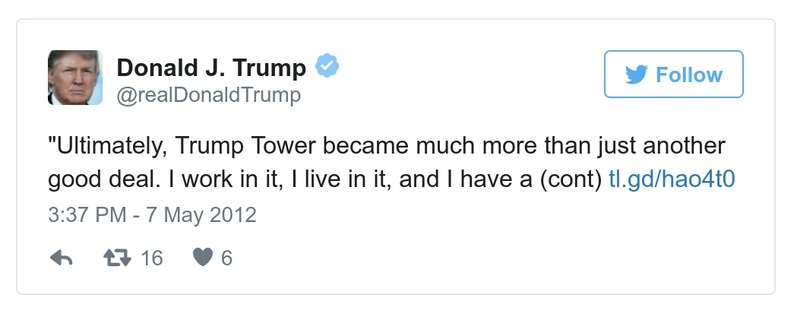 Donald J. Trump
@realDonaldTrump
Follow
"Ultimately, Trump Tower became much more than just another
good deal. I work in it, I live in it, and I have a (cont) tl.gd/hao4t0
3:37 PM - 7 May 2012
16 6